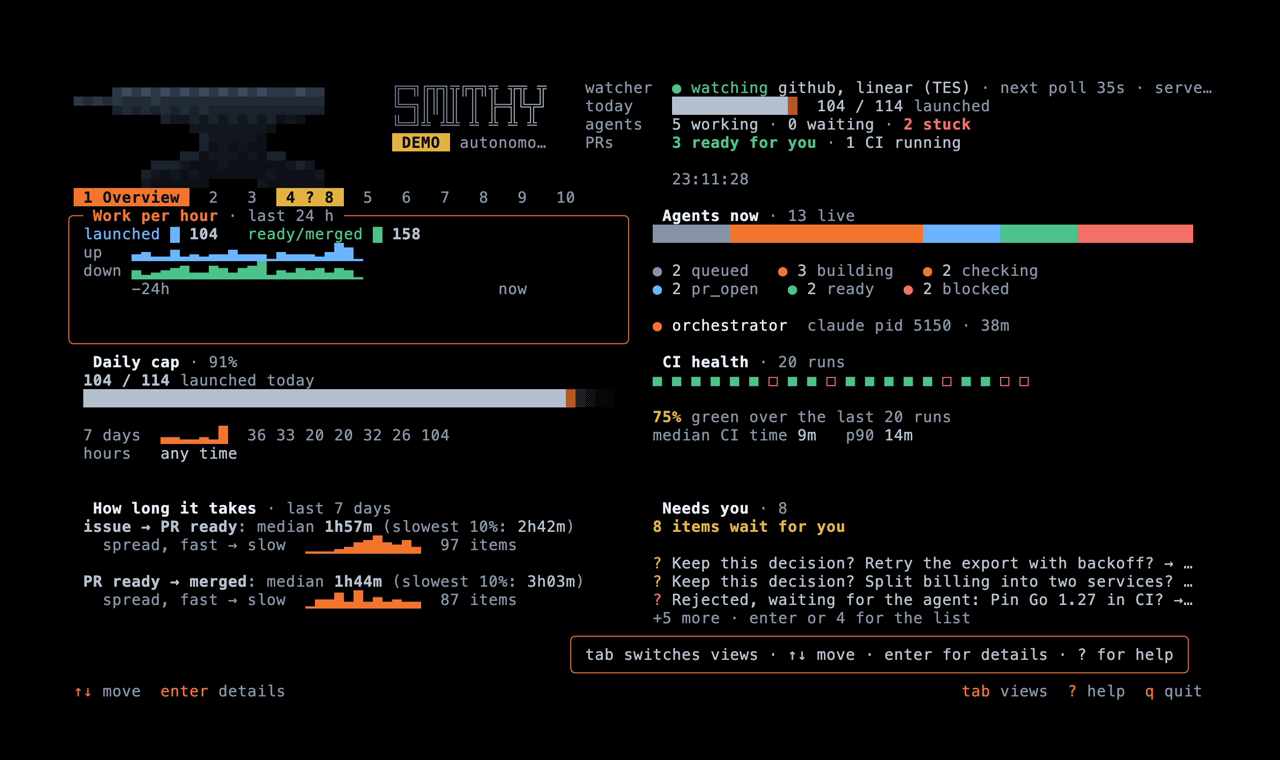 SMITHY
DEMO autonomo…
watcher ● watching github, linear (TES) · next poll 35s · serve…
today 104 / 114 launched
agents 5 working · 0 waiting · 2 stuck
PRs 3 ready for you · 1 CI running
23:11:28
1 Overview 2 3 4 ? 8 5 6 7 8 9 10
Work per hour · last 24 h
launched 104 ready/merged 158
up
down
−24h now
Agents now · 13 live
● 2 queued ● 3 building ● 2 checking
● 2 pr_open ● 2 ready ● 2 blocked
● orchestrator claude pid 5150 · 38m
Daily cap · 91%
104 / 114 launched today
7 days 36 33 20 20 32 26 104
hours any time
CI health · 20 runs
75% green over the last 20 runs
median CI time 9m p90 14m
How long it takes · last 7 days
issue → PR ready: median 1h57m (slowest 10%: 2h42m)
spread, fast → slow 97 items
PR ready → merged: median 1h44m (slowest 10%: 3h03m)
spread, fast → slow 87 items
Needs you · 8
8 items wait for you
? Keep this decision? Retry the export with backoff? → …
? Keep this decision? Split billing into two services? …
? Rejected, waiting for the agent: Pin Go 1.27 in CI? →…
+5 more · enter or 4 for the list
tab switches views · ↑↓ move · enter for details · ? for help
↑↓ move enter details tab views ? help q quit